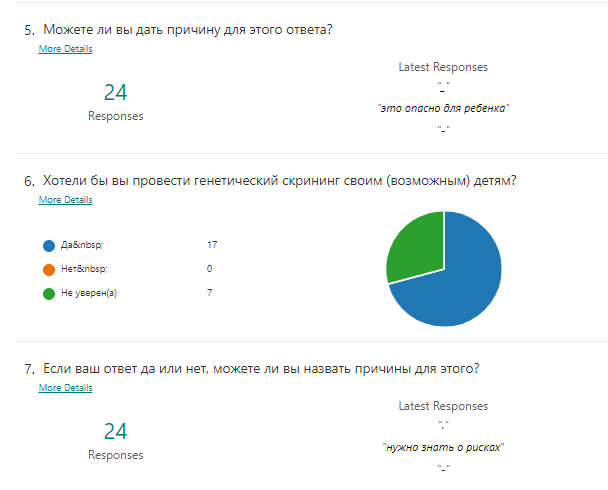 5. Можете ли вы дать причину для этого ответа?
More Details
24
Responses
Latest Responses
"_"
"это опасно для ребенка"
"-"
6. Хотели бы вы провести генетический скрининг своим (возможным) детям?
More Details
Да&nbsp; 17
Нет&nbsp; 0
Не уверен(а) 7
7. Если ваш ответ да или нет, можете ли вы назвать причины для этого?
More Details
24
Responses
Latest Responses
"."
"нужно знать о рисках"
"-"